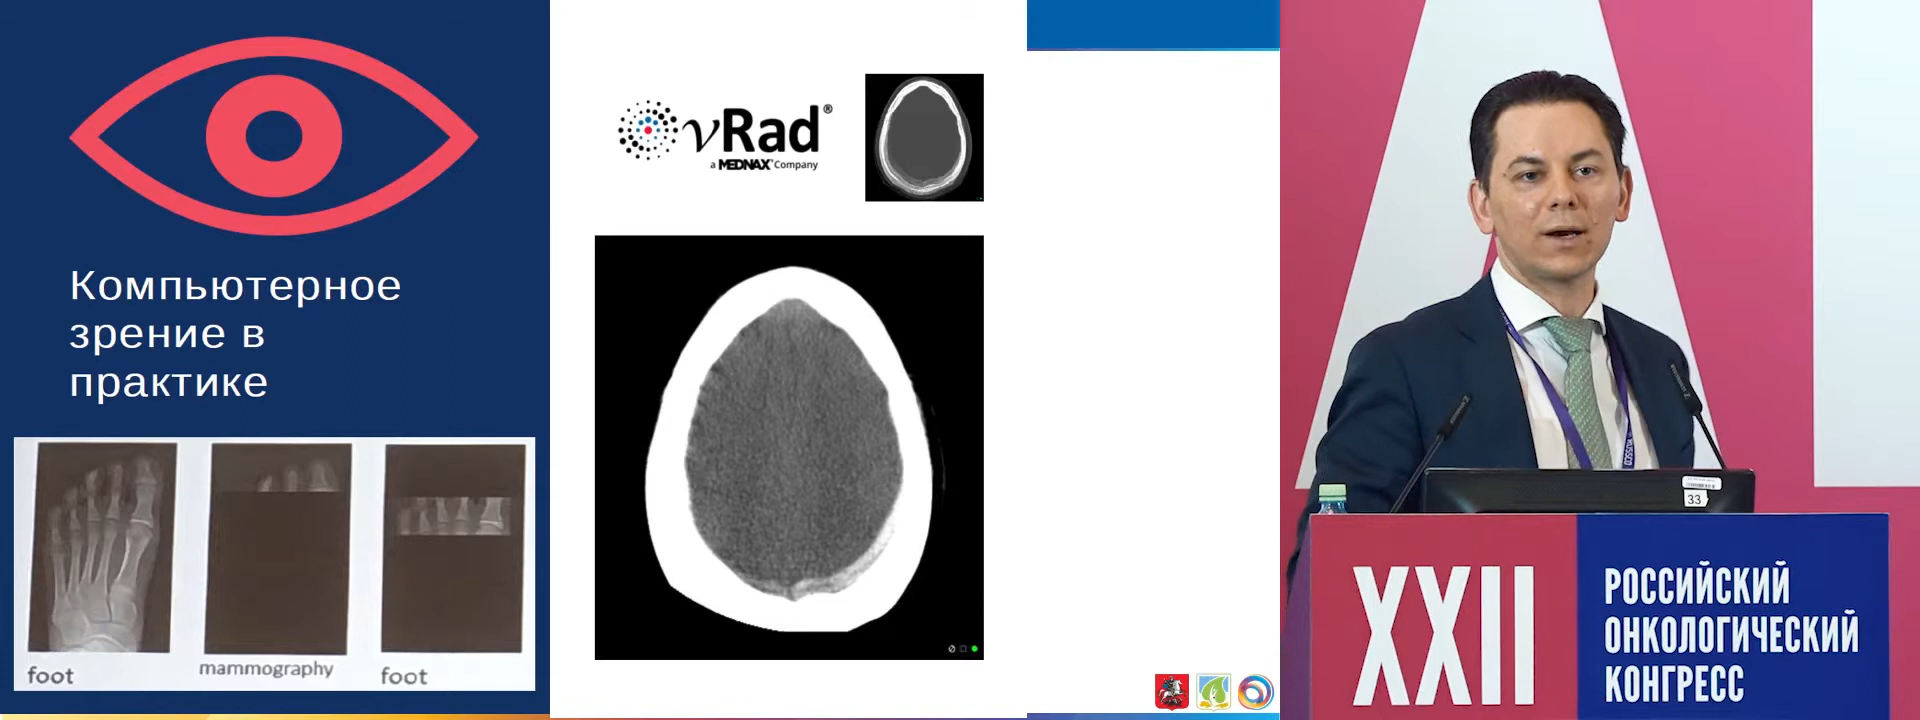 Компьютерное
зрение в
практике
foot
mammography
foot
vRad®
a MEDNAX® Company
33
XXII
РОССИЙСКИЙ
ОНКОЛОГИЧЕСКИЙ
КОНГРЕСС